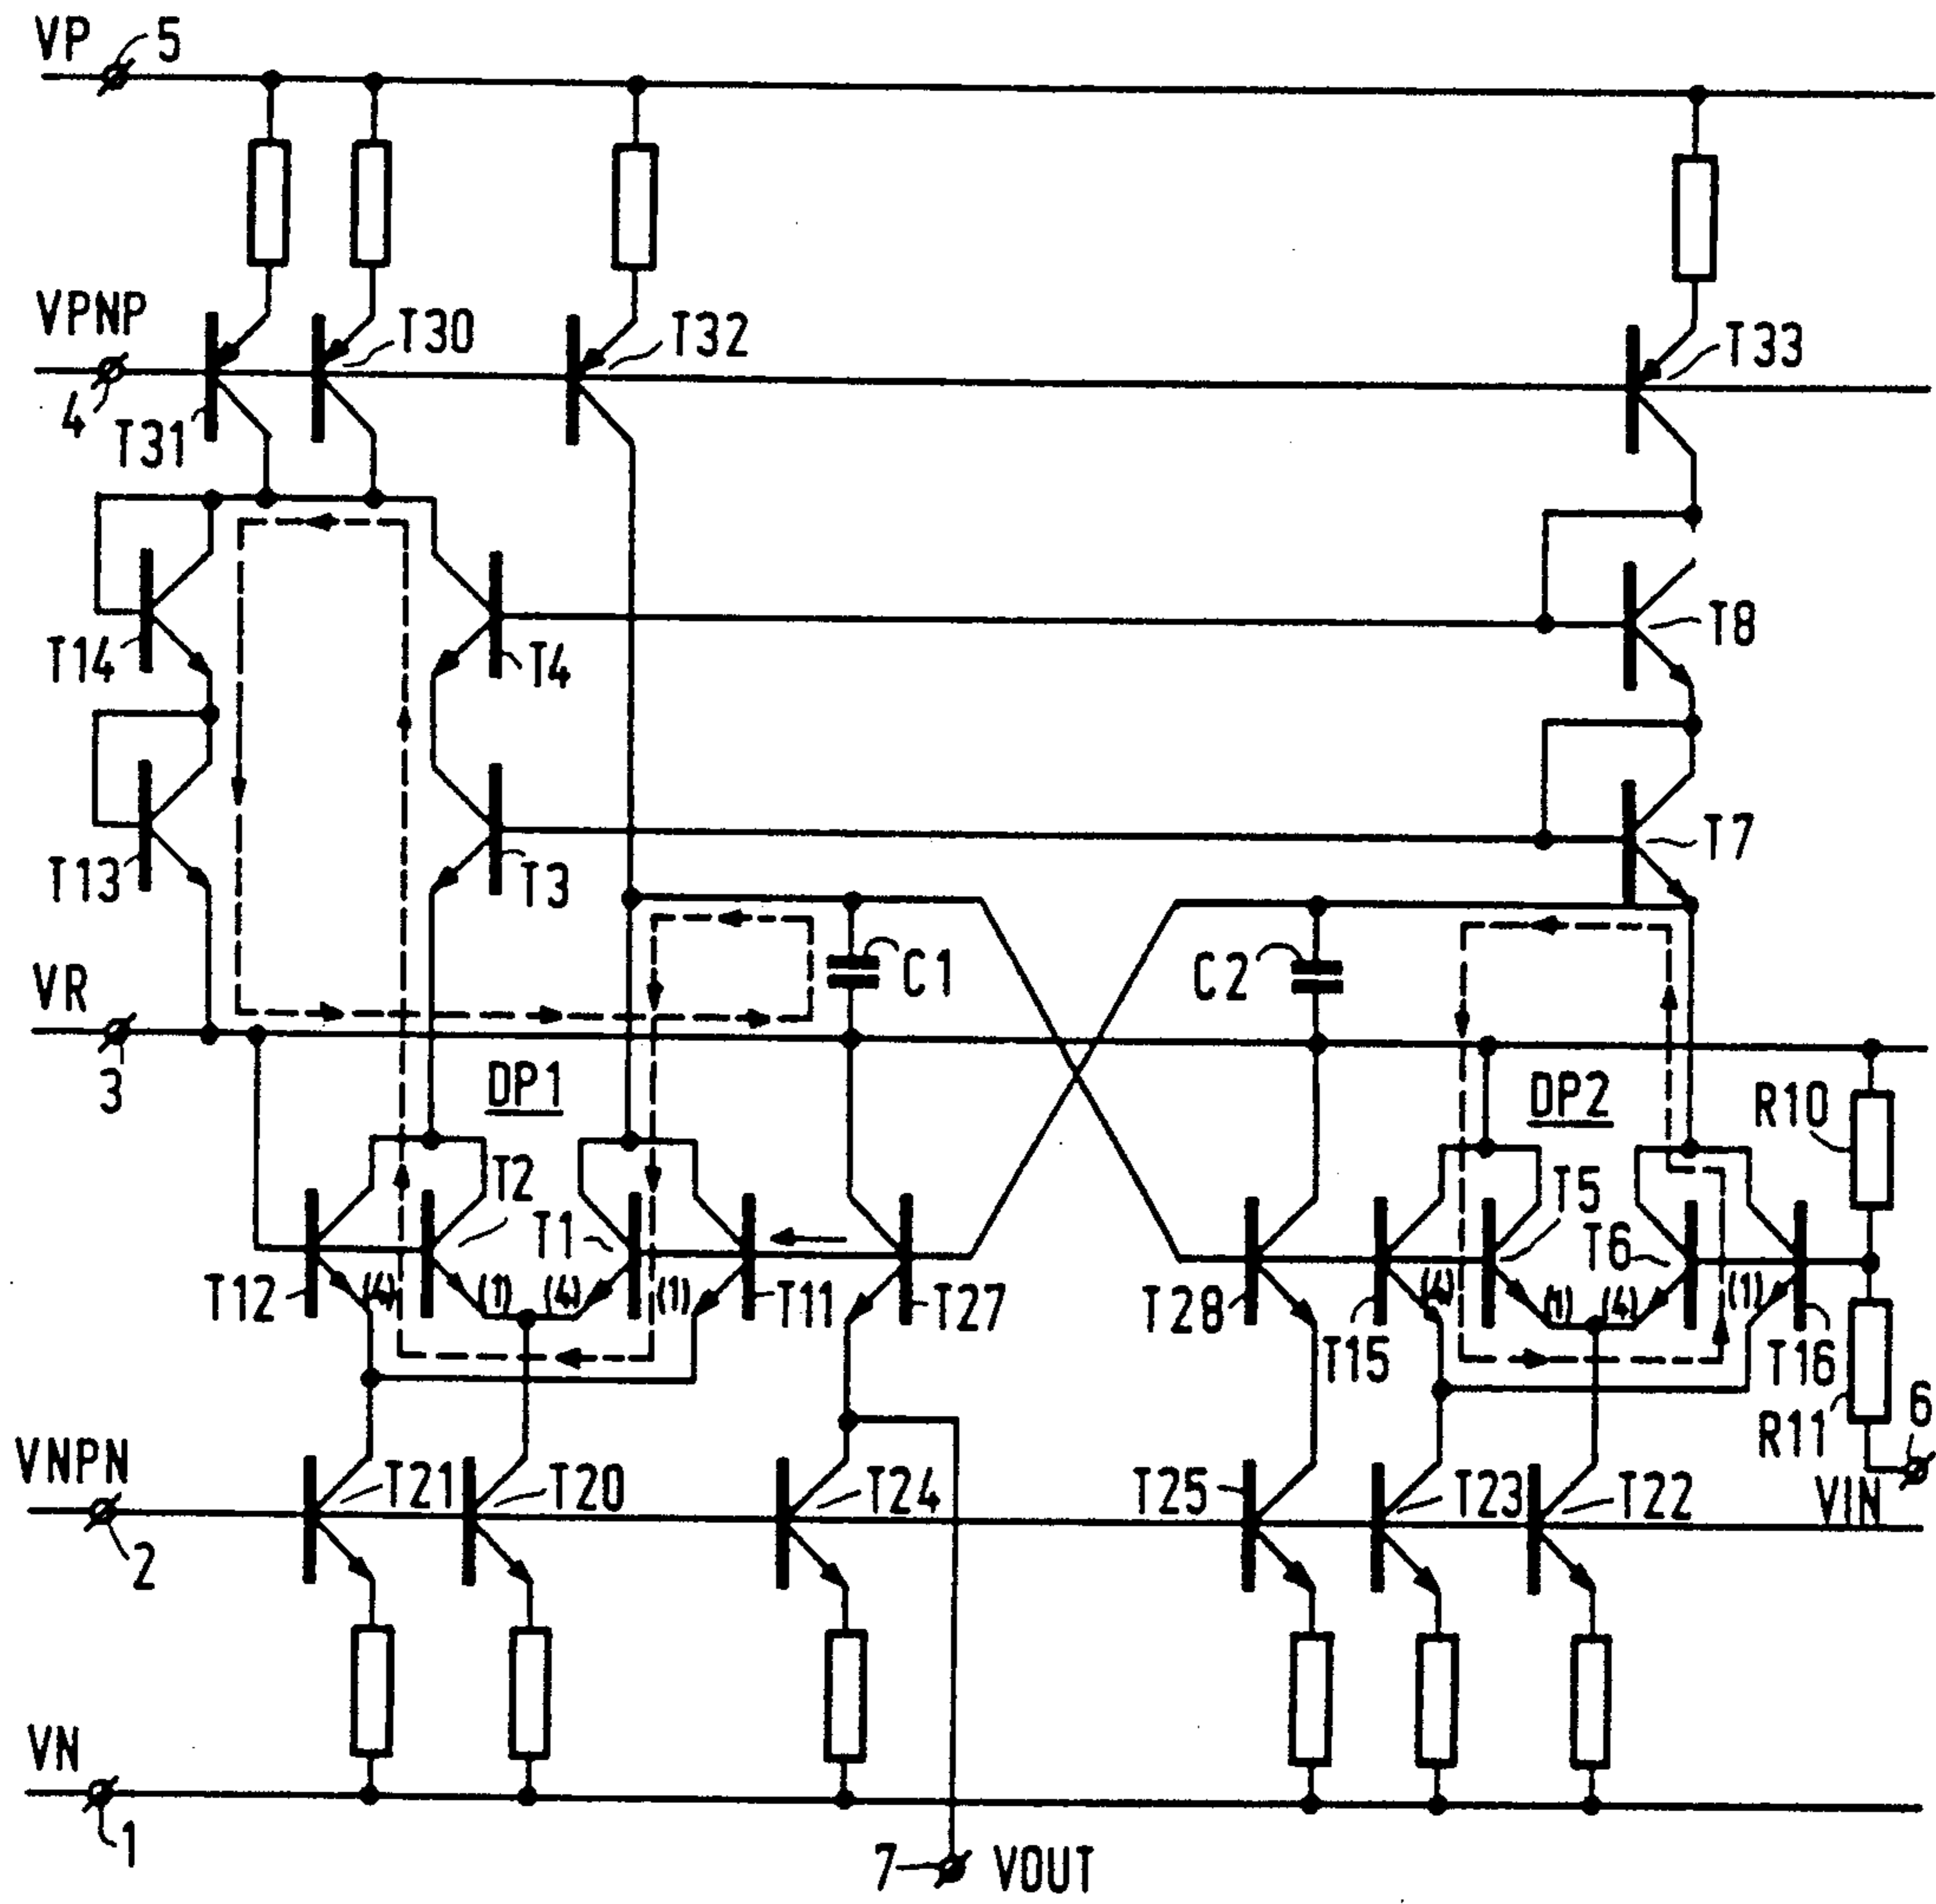 VP 5
VPNP T30 T32 T33
4 T31
T14 T4 T8
T13 T3 T7
VR C1 C2
3 DP1 DP2 R10
T2 T1 T5 T6
T12 (4) (1) (4) (1) T11 T27 T28 (4) (1) (4) (1)
T15 T16
R11 6
VNPN T21 T20 T24 T25 T23 T22 VIN
2
VN
1
7 VOUT